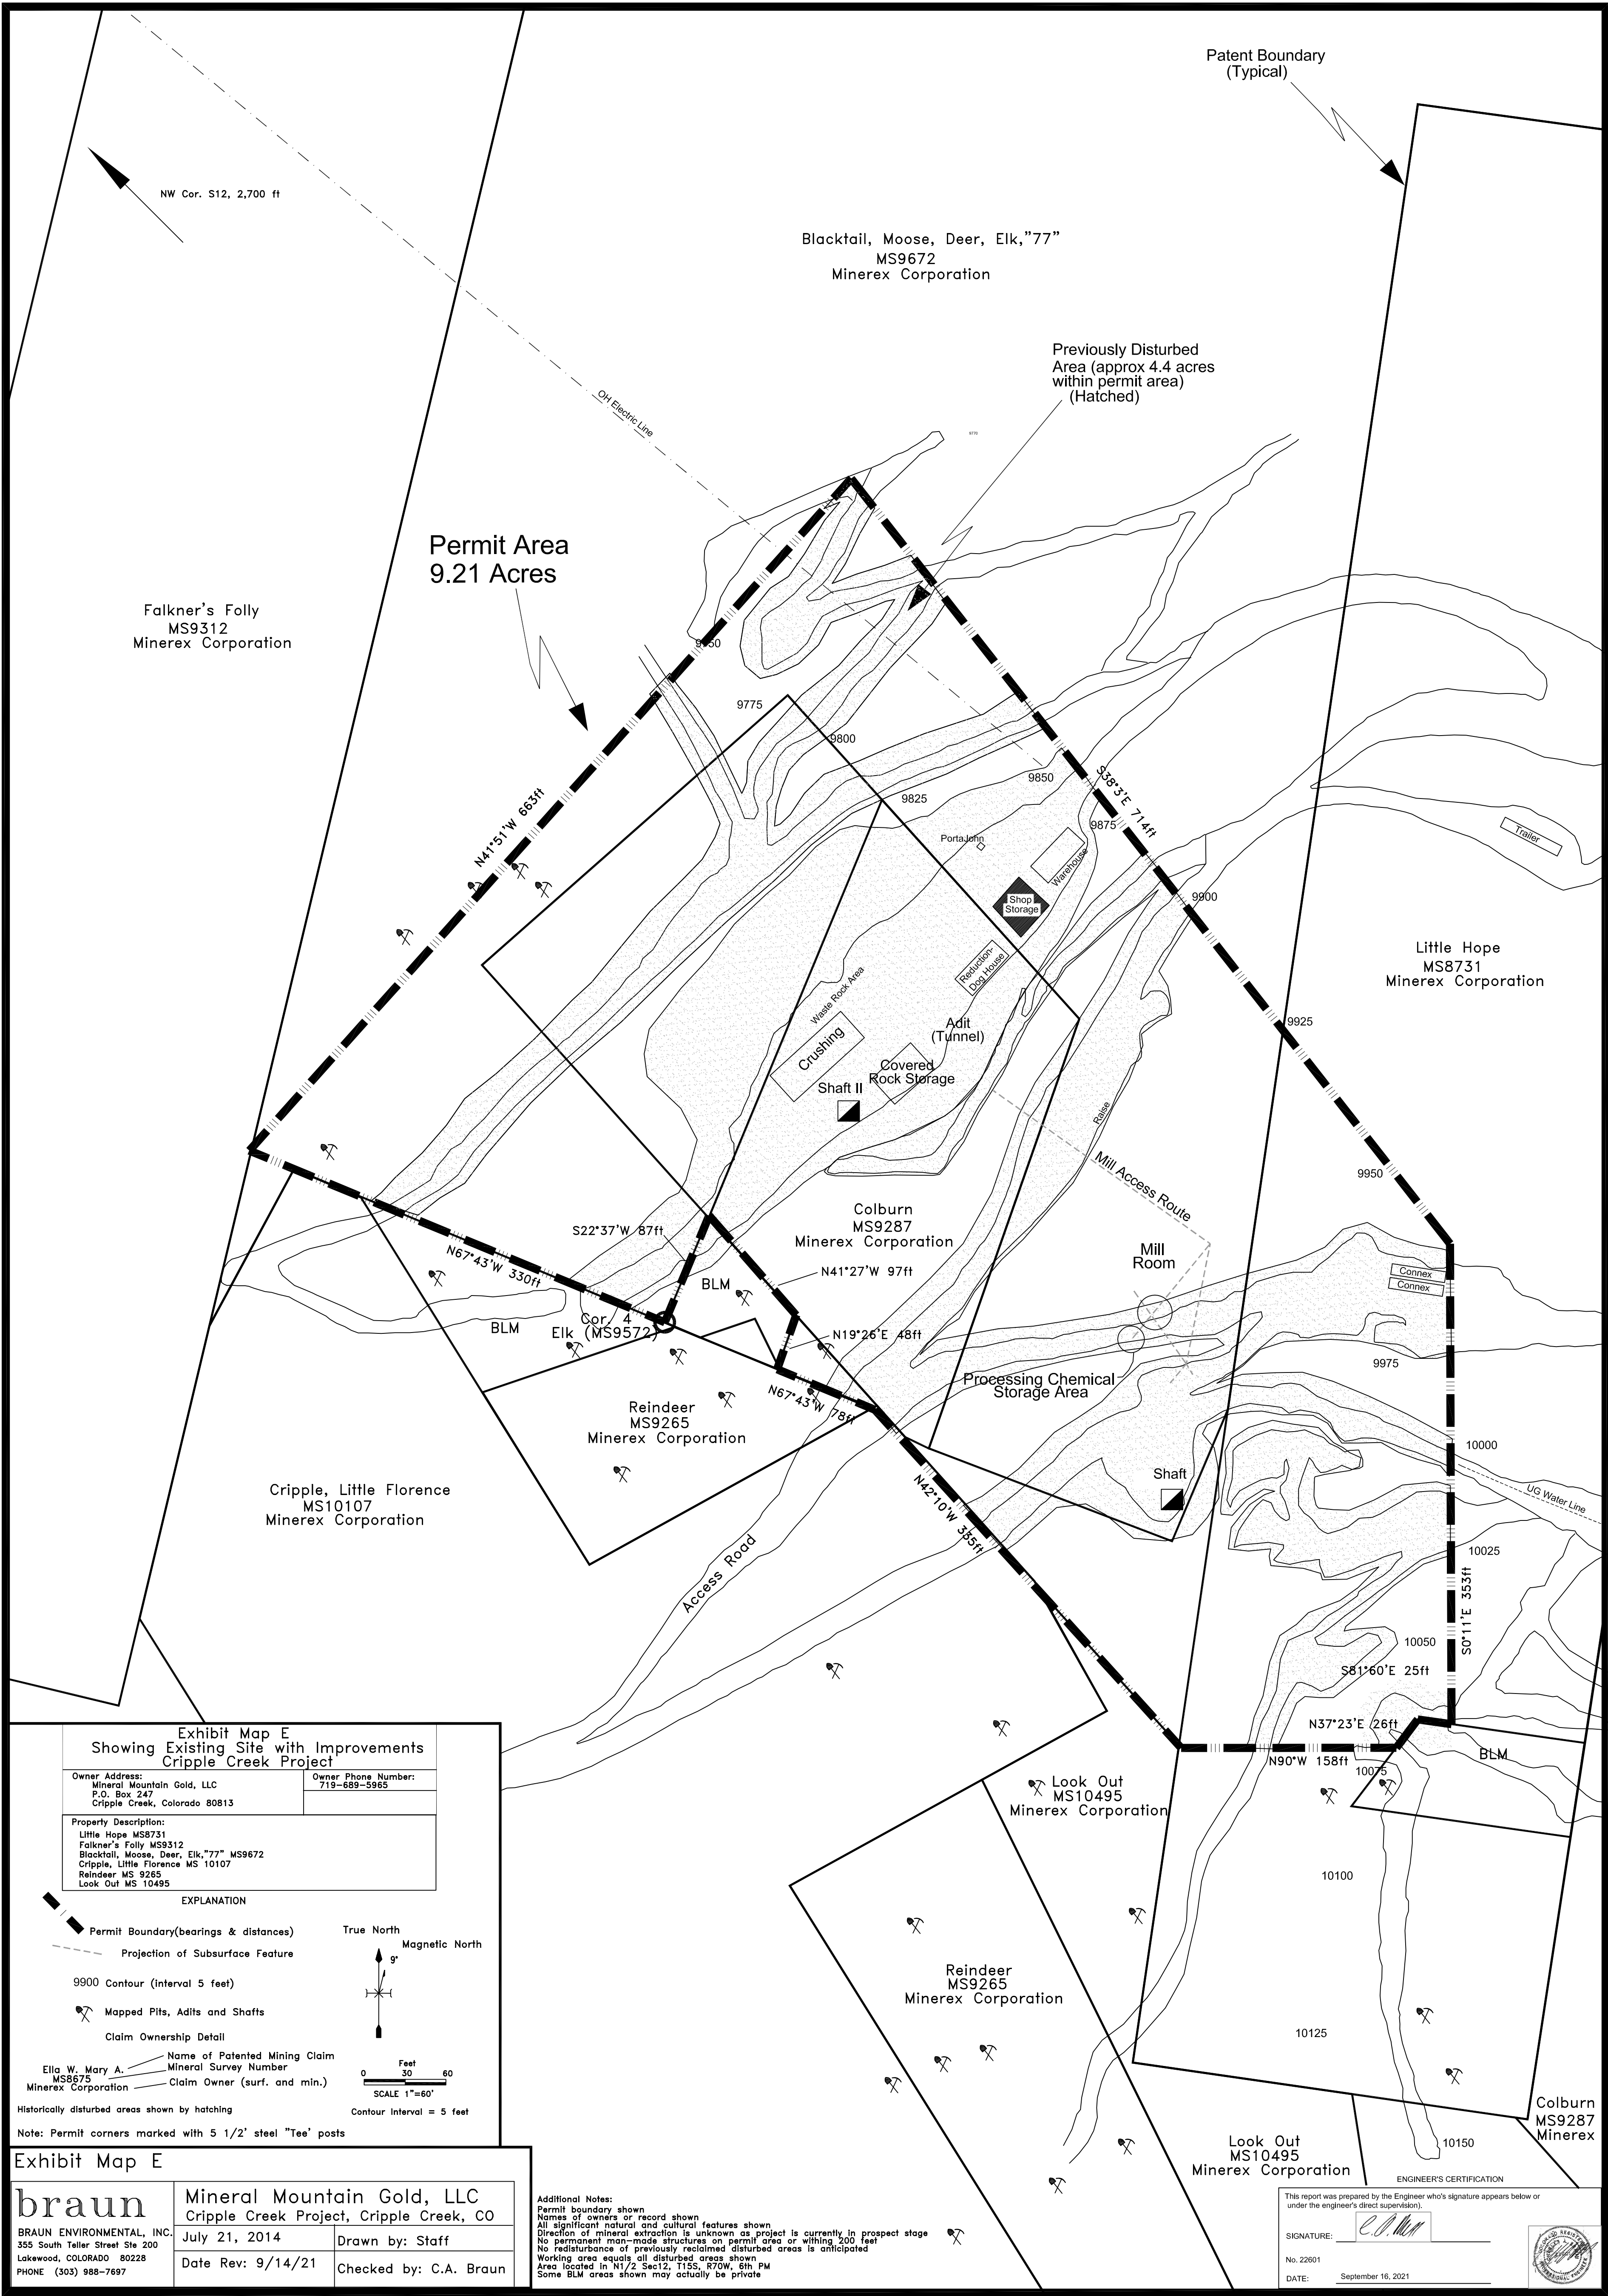 Patent Boundary
(Typical)
NW Cor. S12, 2,700 ft
Blacktail, Moose, Deer, Elk,"77"
MS9672
Minerex Corporation
Previously Disturbed
Area (approx 4.4 acres
within permit area)
(Hatched)
OH Electric Line
9775
Permit Area
9.21 Acres
Falkner's Folly
MS9312
Minerex Corporation
9750
9775
9800
9850
9825
S38°3'E 714ft
9875
N41°51'W 663ft
PortaJohn
Warehouse
Trailer
Shop
Storage
9900
Little Hope
MS8731
Minerex Corporation
Reduction-
Dog House
Waste Rock Area
9925
Adit
(Tunnel)
Crushing
Covered
Rock Storage
Shaft II
Raise
Mill Access Route
9950
Colburn
MS9287
Minerex Corporation
S22°37'W 87ft
N67°43'W 330ft
Mill
Room
N41°27'W 97ft
BLM
Connex
Connex
Cor. 4
Elk (MS9572)
BLM
N19°26'E 48ft
9975
Processing Chemical
Storage Area
N67°43'W 78ft
Reindeer
MS9265
Minerex Corporation
10000
Shaft
Cripple, Little Florence
MS10107
Minerex Corporation
UG Water Line
N42°10'W 335ft
10025
Access Road
S0°11'E 353ft
10050
S81°60'E 25ft
N37°23'E 26ft
BLM
N90°W 158ft
10075
Look Out
MS10495
Minerex Corporation
10100
Reindeer
MS9265
Minerex Corporation
10125
Colburn
MS9287
Minerex
Look Out
MS10495
Minerex Corporation
10150
Exhibit Map E
Showing Existing Site with Improvements
Cripple Creek Project
Owner Address:
Mineral Mountain Gold, LLC
P.O. Box 247
Cripple Creek, Colorado 80813
Owner Phone Number:
719-689-5965
Property Description:
Little Hope MS8731
Falkner's Folly MS9312
Blacktail, Moose, Deer, Elk,"77" MS9672
Cripple, Little Florence MS 10107
Reindeer MS 9265
Look Out MS 10495
EXPLANATION
Permit Boundary(bearings & distances)
Projection of Subsurface Feature
9900 Contour (interval 5 feet)
Mapped Pits, Adits and Shafts
Claim Ownership Detail
Name of Patented Mining Claim
Ella W. Mary A.
Mineral Survey Number
MS8675
Claim Owner (surf. and min.)
Minerex Corporation
True North
Magnetic North
9°
Feet
0 30 60
SCALE 1"=60'
Historically disturbed areas shown by hatching
Contour Interval = 5 feet
Note: Permit corners marked with 5 1/2' steel "Tee' posts
Exhibit Map E
braun
BRAUN ENVIRONMENTAL, INC.
355 South Teller Street Ste 200
Lakewood, COLORADO 80228
PHONE (303) 988-7697
Mineral Mountain Gold, LLC
Cripple Creek Project, Cripple Creek, CO
July 21, 2014
Drawn by: Staff
Date Rev: 9/14/21
Checked by: C.A. Braun
Additional Notes:
Permit boundary shown
Names of owners or record shown
All significant natural and cultural features shown
Direction of mineral extraction is unknown as project is currently in prospect stage
No permanent man-made structures on permit area or withing 200 feet
No redisturbance of previously reclaimed disturbed areas is anticipated
Working area equals all disturbed areas shown
Area located in N1/2 Sec12, T15S, R70W, 6th PM
Some BLM areas shown may actually be private
ENGINEER'S CERTIFICATION
This report was prepared by the Engineer who's signature appears below or
under the engineer's direct supervision).
SIGNATURE:
No. 22601
DATE: September 16, 2021